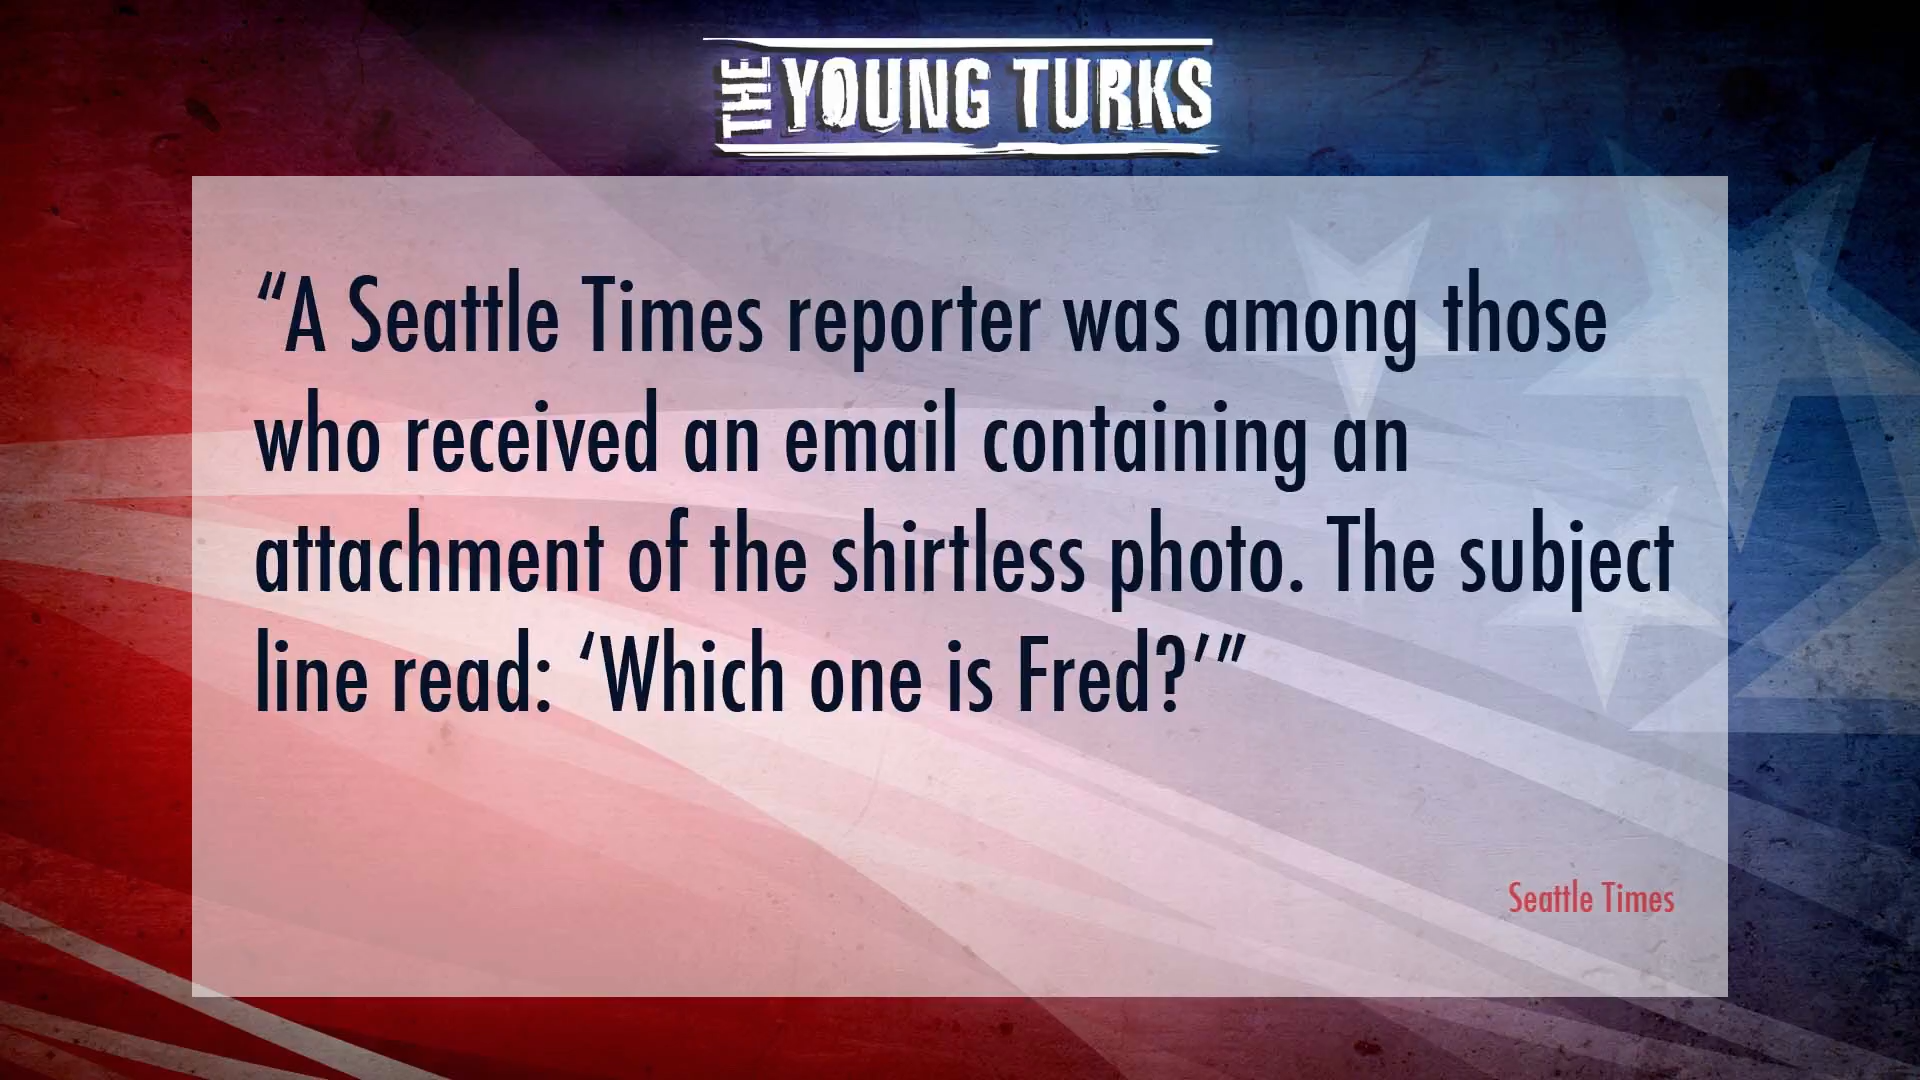 THE YOUNG TURKS
“A Seattle Times reporter was among those
who received an email containing an
attachment of the shirtless photo. The subject
line read: ‘Which one is Fred?’”
Seattle Times